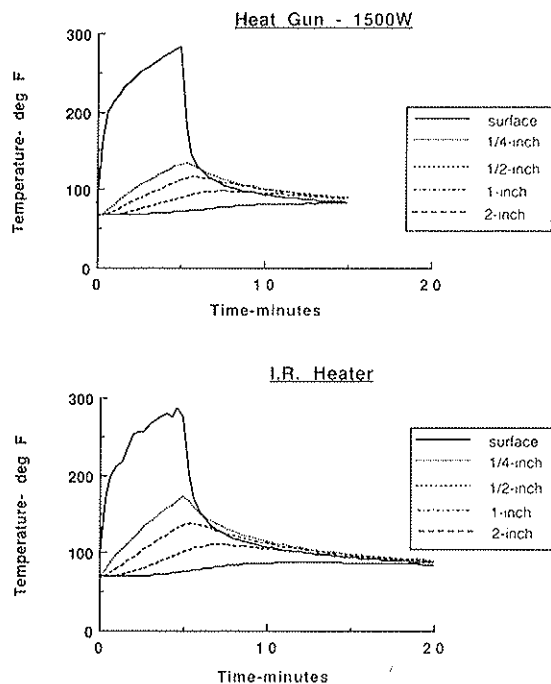 Heat Gun - 1500W
Temperature- deg F
300
200
100
0
0
10
20
Time-minutes
surface
1/4-inch
1/2-inch
1-inch
2-inch
I.R. Heater
Temperature- deg F
300
200
100
0
0
10
20
Time-minutes
surface
1/4-inch
1/2-inch
1-inch
2-inch